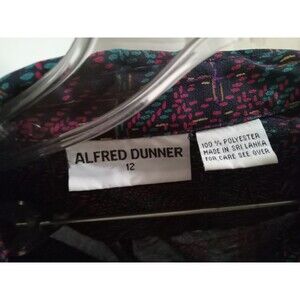 ALFRED DUNNER
12
100 % POLYESTER
MADE IN SRI LANKA
FOR CARE SEE OVER